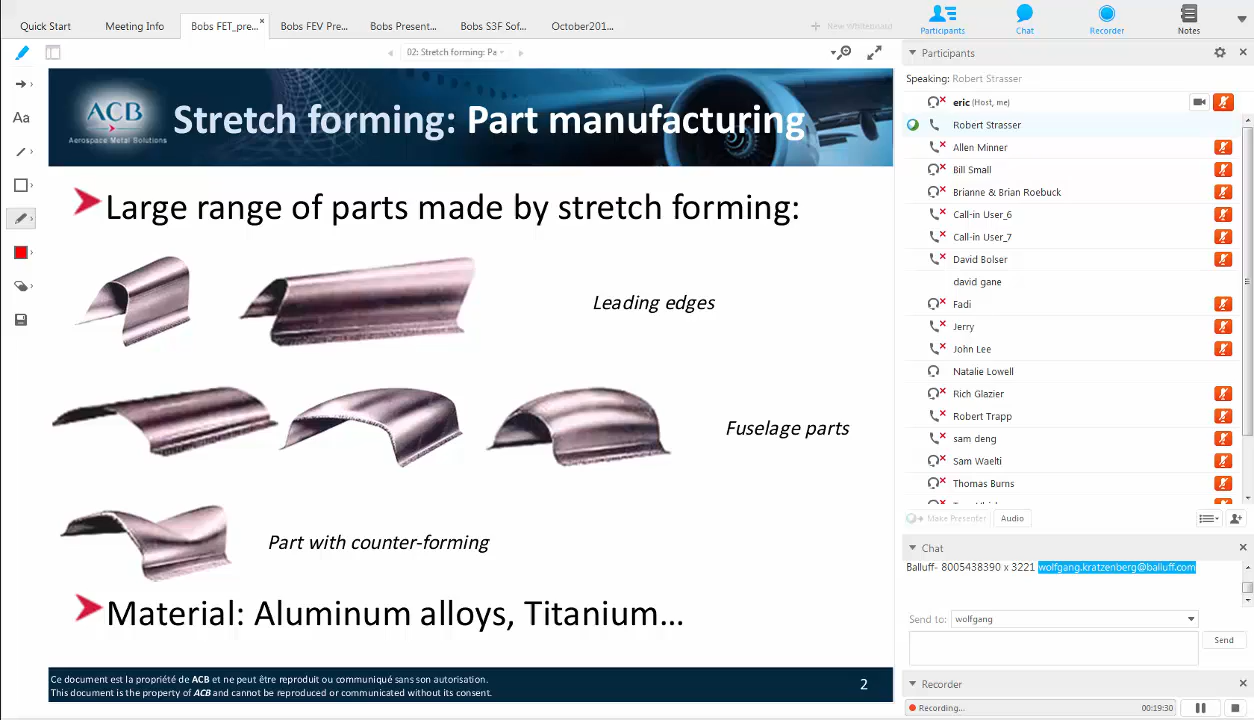 Quick Start
Meeting Info
Bobs FET_pre...
Bobs FEV Pre...
Bobs Present...
Bobs S3F Sof...
October201...
New Whiteboard
Participants
Chat
Recorder
Notes
02: Stretch forming: Pa
Aa
ACB
Aerospace Metal Solutions
Stretch forming: Part manufacturing
Large range of parts made by stretch forming:
Leading edges
Fuselage parts
Part with counter-forming
Material: Aluminum alloys, Titanium…
Ce document est la propriété de ACB et ne peut être reproduit ou communiqué sans son autorisation.
This document is the property of ACB and cannot be reproduced or communicated without its consent.
2
Participants
Speaking: Robert Strasser
eric (Host, me)
Robert Strasser
Allen Minner
Bill Small
Brianne & Brian Roebuck
Call-in User_6
Call-in User_7
David Bolser
david gane
Fadi
Jerry
John Lee
Natalie Lowell
Rich Glazier
Robert Trapp
sam deng
Sam Waelti
Thomas Burns
Make Presenter
Audio
Chat
Balluff- 8005438390 x 3221 wolfgang.kratzenberg@balluff.com
Send to: wolfgang
Send
Recorder
Recording...
00:19:30